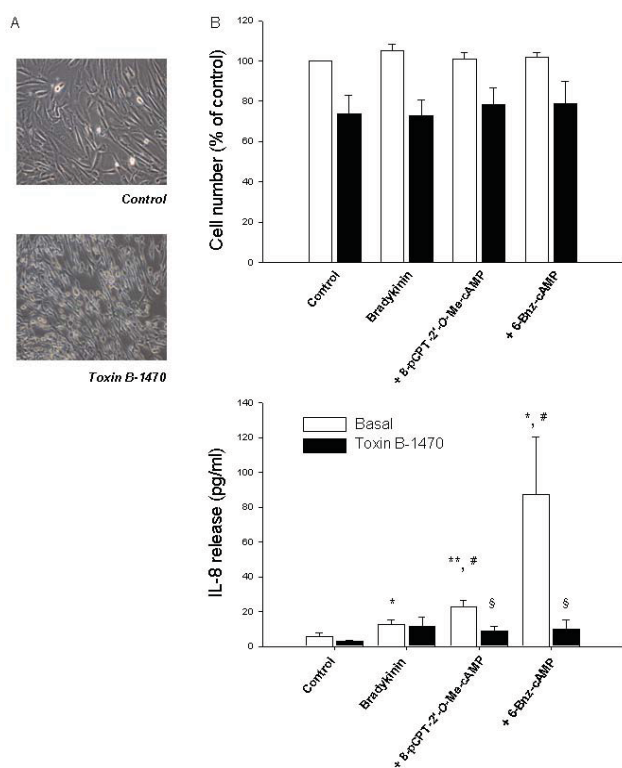 A
Control
Toxin B-1470
B
Cell number (% of control)
120
100
80
60
40
20
0
Control
Bradykinin
+ 8-pCPT-2'-O-Me-cAMP
+ 6-Bnz-cAMP
IL-8 release (pg/ml)
140
120
100
80
60
40
20
0
Basal
Toxin B-1470
*
**, #
§
*, #
§
Control
Bradykinin
+ 8-pCPT-2'-O-Me-cAMP
+ 6-Bnz-cAMP